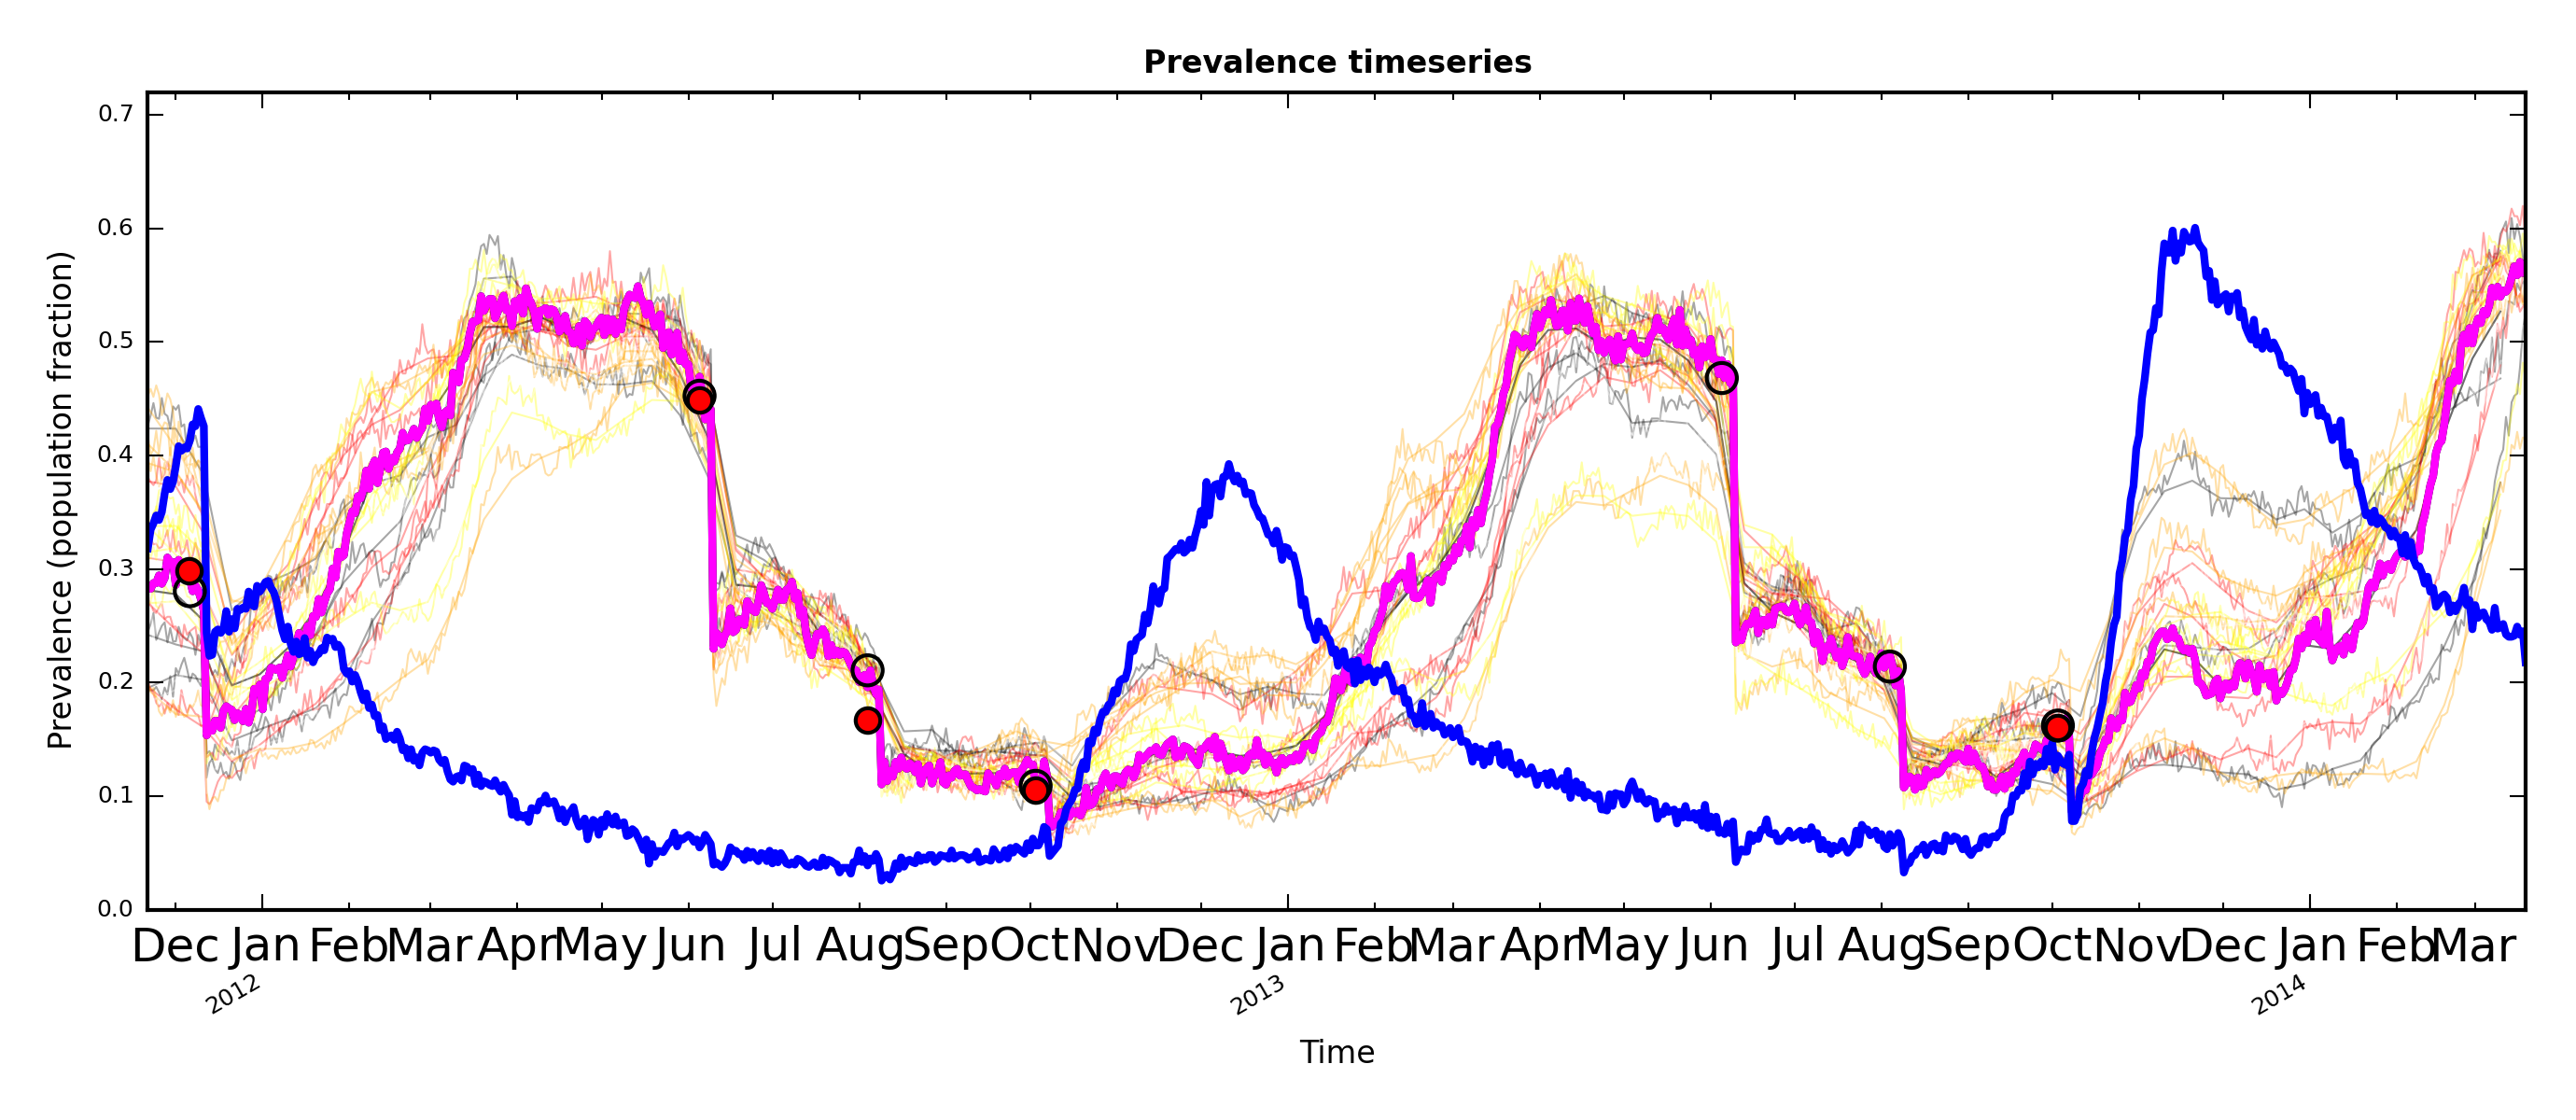 Prevalence timeseries
Prevalence (population fraction)
0.7
0.6
0.5
0.4
0.3
0.2
0.1
0.0
Dec Jan Feb Mar Apr May Jun Jul Aug Sep Oct Nov Dec Jan Feb Mar Apr May Jun Jul Aug Sep Oct Nov Dec Jan Feb Mar
2012 2013 2014
Time